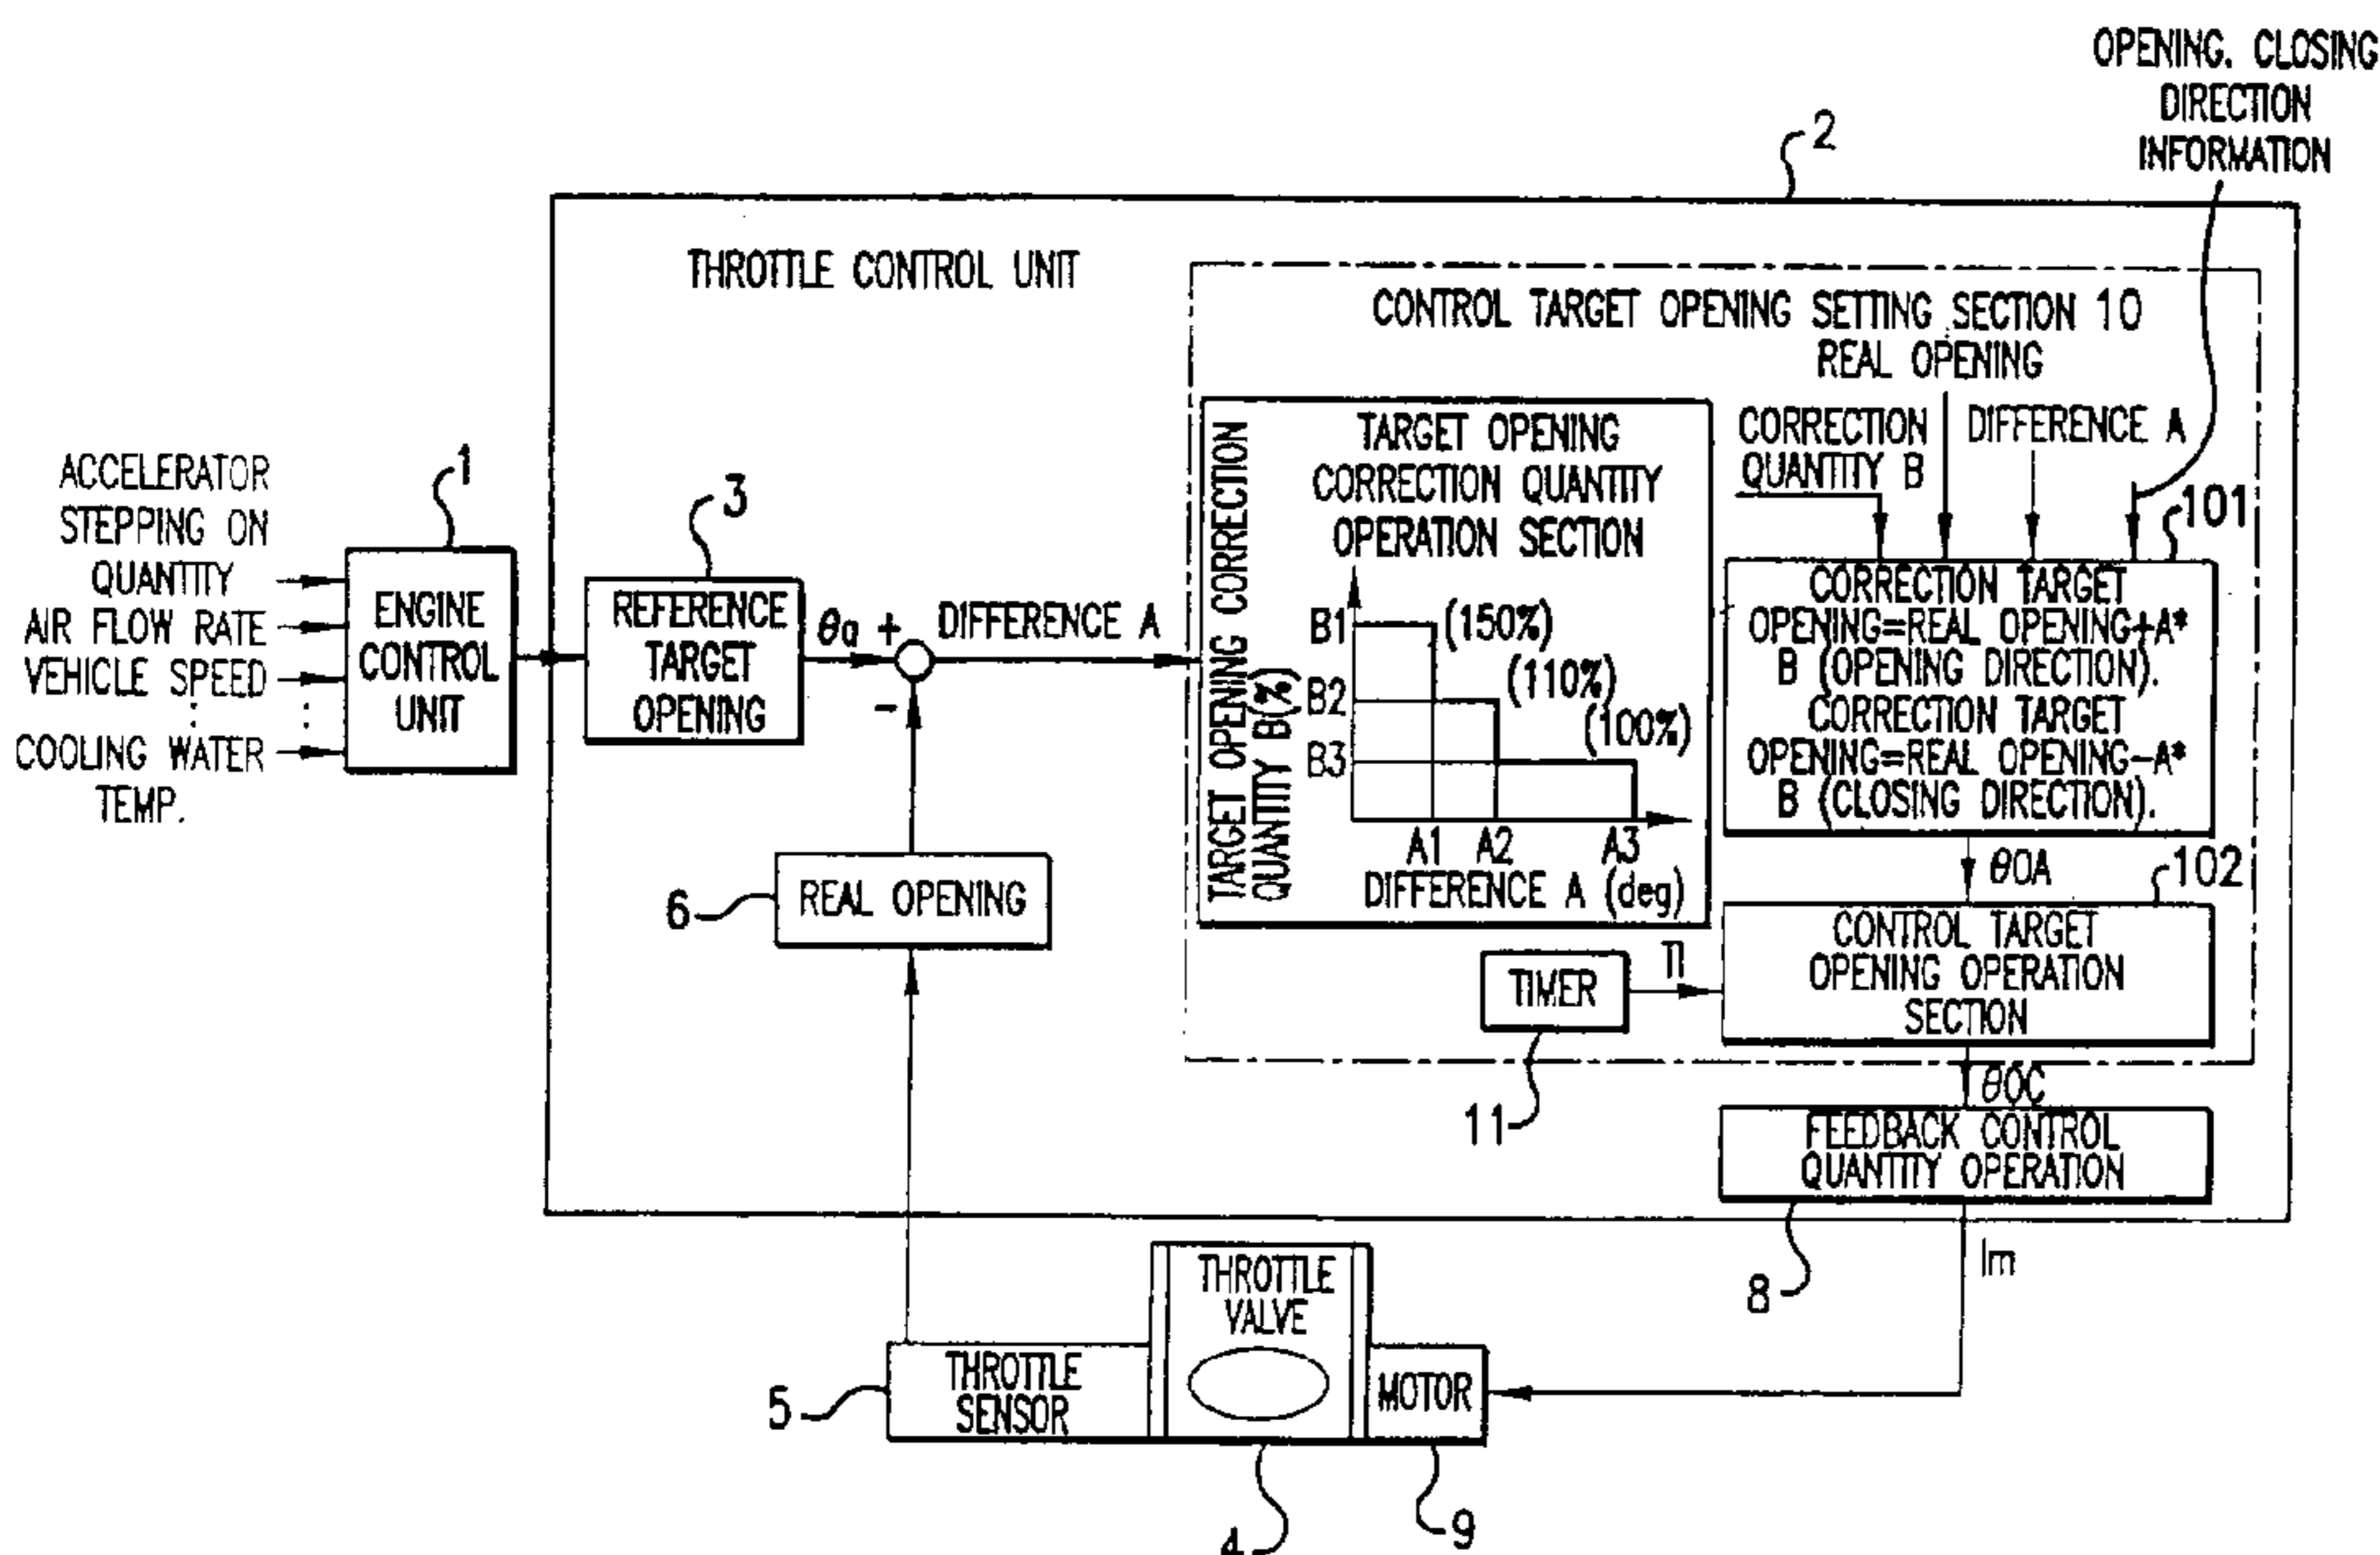 OPENING. CLOSING
DIRECTION
INFORMATION
2
THROTTLE CONTROL UNIT
CONTROL TARGET OPENING SETTING SECTION 10
REAL OPENING
CORRECTION
QUANTITY B
DIFFERENCE A
101
ACCELERATOR
STEPPING ON
QUANTITY
AIR FLOW RATE
VEHICLE SPEED
COOLING WATER
TEMP.
1
ENGINE
CONTROL
UNIT
3
REFERENCE
TARGET
OPENING
θa +
-
DIFFERENCE A
TARGET OPENING CORRECTION
QUANTITY B(%)
TARGET OPENING
CORRECTION QUANTITY
OPERATION SECTION
B1
(150%)
B2
(110%)
B3
(100%)
A1 A2 A3
DIFFERENCE A (deg)
CORRECTION TARGET
OPENING=REAL OPENING+A*
B (OPENING DIRECTION).
CORRECTION TARGET
OPENING=REAL OPENING-A*
B (CLOSING DIRECTION).
θOA
102
6
REAL OPENING
TIMER
11
CONTROL TARGET
OPENING OPERATION
SECTION
θOC
FEEDBACK CONTROL
QUANTITY OPERATION
8
Im
THROTTLE
VALVE
5
THROTTLE
SENSOR
MOTOR
4
9